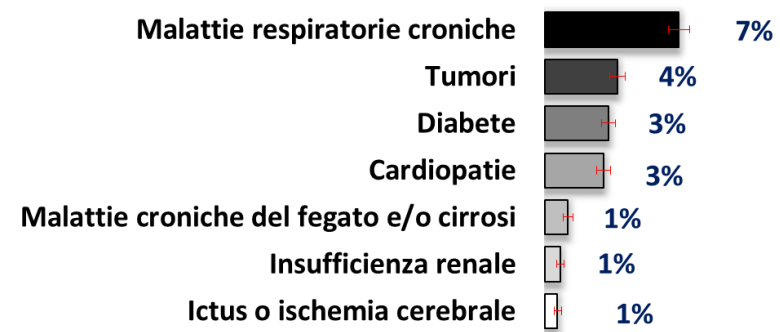 Malattie respiratorie croniche 7%
Tumori 4%
Diabete 3%
Cardiopatie 3%
Malattie croniche del fegato e/o cirrosi 1%
Insufficienza renale 1%
Ictus o ischemia cerebrale 1%